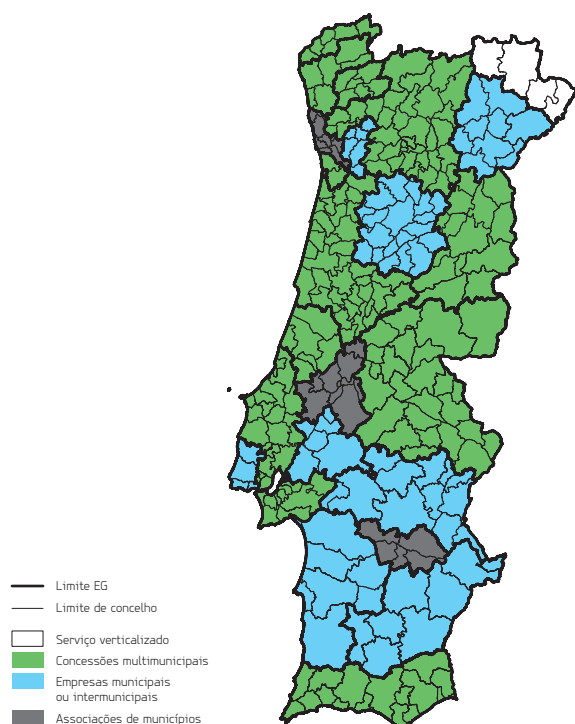 Limite EG
Limite de concelho
Serviço verticalizado
Concessões multimunicipais
Empresas municipais
ou intermunicipais
Associações de municípios